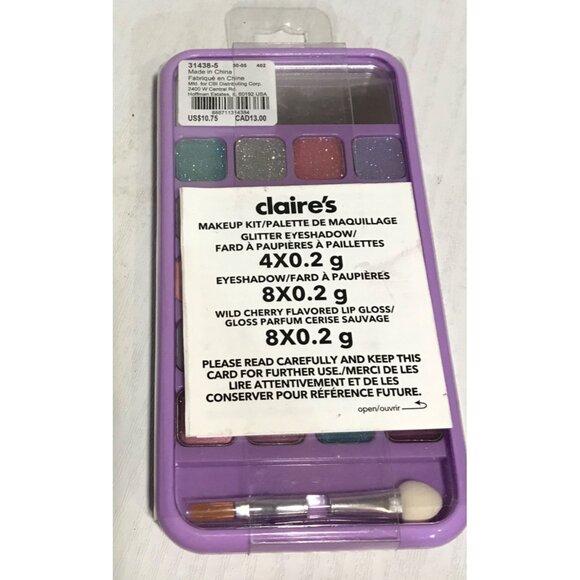 31438-5 30-05 402
Made in China
Fabriqué en Chine
Mfd. for CBI Distributing Corp.
2400 W Central Rd.
Hoffman Estates, IL 60192 USA
US$10.75 CAD13.00
claire's
MAKEUP KIT/PALETTE DE MAQUILLAGE
GLITTER EYESHADOW/
FARD À PAUPIÈRES À PAILLETTES
4X0.2 g
EYESHADOW/FARD À PAUPIÈRES
8X0.2 g
WILD CHERRY FLAVORED LIP GLOSS/
GLOSS PARFUM CERISE SAUVAGE
8X0.2 g
PLEASE READ CAREFULLY AND KEEP THIS
CARD FOR FURTHER USE./MERCI DE LES
LIRE ATTENTIVEMENT ET DE LES
CONSERVER POUR RÉFÉRENCE FUTURE.
open/ouvrir